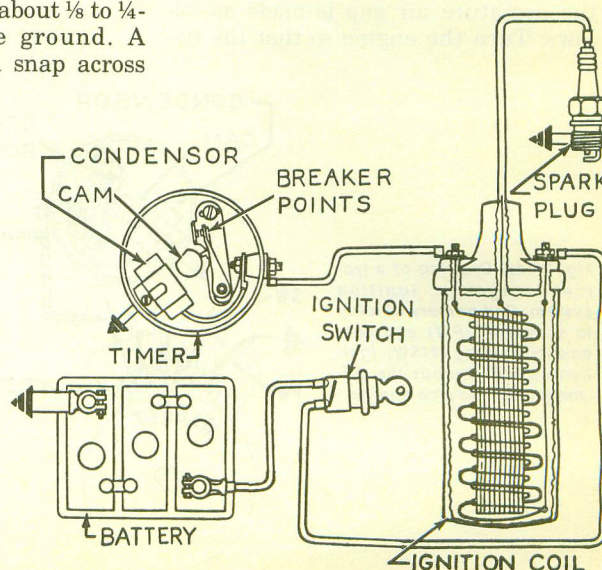 about ⅛ to ¼-
e ground. A
snap across
CONDENSOR
CAM
BREAKER
POINTS
SPARK
PLUG
IGNITION
SWITCH
TIMER
BATTERY
IGNITION COIL